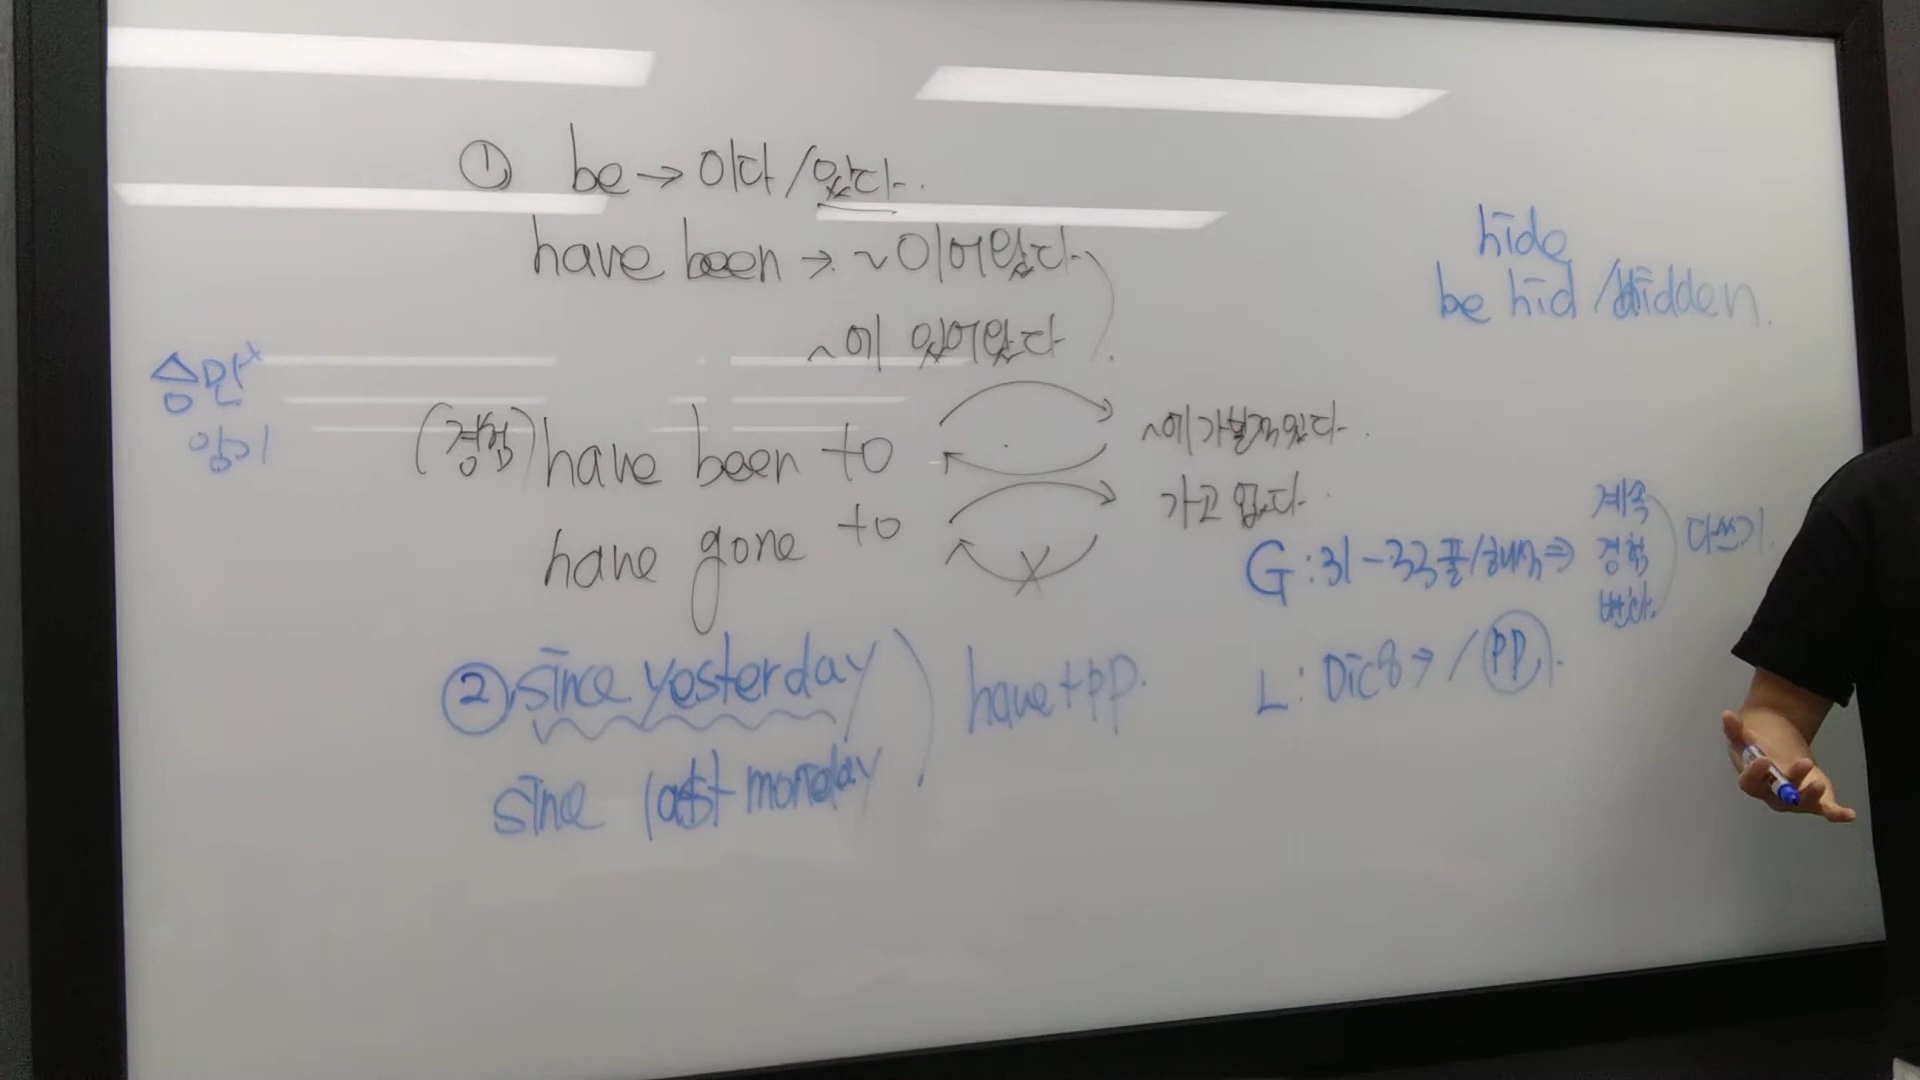 ① be → 이다 / 있다.
have been → ~이어왔다.
~에 있어왔다
(경험) have been to ~에 가본적있다.
have gone to 가고 없다.
② since yesterday
since last monday
have + pp.
hide
be hid / hidden.
승민
암기
G : 31 - 33 풀/해석 ⇒ 계속 경험 변화. 다쓰기.
L : Dic 8 → / pp.